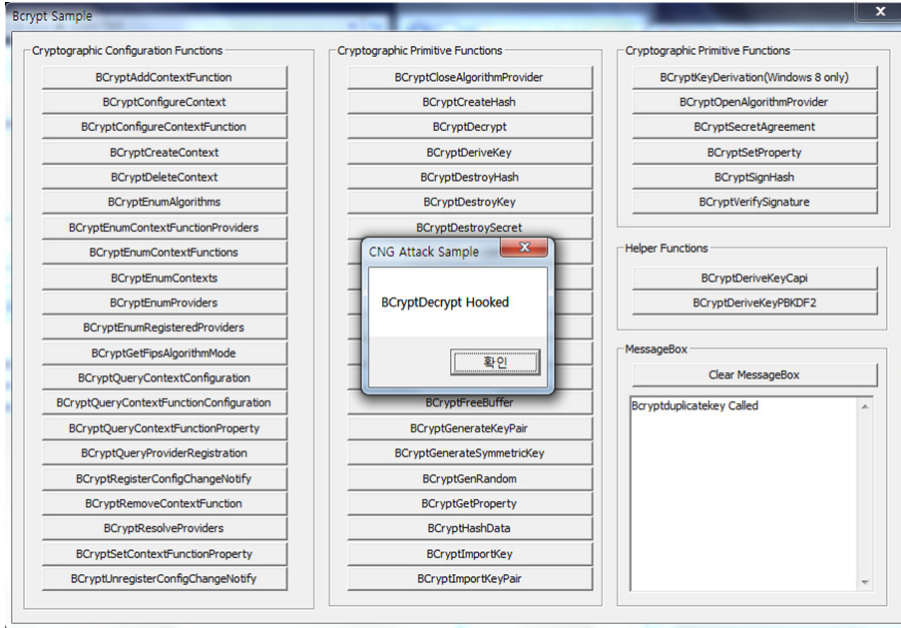 Bcrypt Sample
X
Cryptographic Configuration Functions
BCryptAddContextFunction
BCryptConfigureContext
BCryptConfigureContextFunction
BCryptCreateContext
BCryptDeleteContext
BCryptEnumAlgorithms
BCryptEnumContextFunctionProviders
BCryptEnumContextFunctions
BCryptEnumContexts
BCryptEnumProviders
BCryptEnumRegisteredProviders
BCryptGetFipsAlgorithmMode
BCryptQueryContextConfiguration
BCryptQueryContextFunctionConfiguration
BCryptQueryContextFunctionProperty
BCryptQueryProviderRegistration
BCryptRegisterConfigChangeNotify
BCryptRemoveContextFunction
BCryptResolveProviders
BCryptSetContextFunctionProperty
BCryptUnregisterConfigChangeNotify
Cryptographic Primitive Functions
BCryptCloseAlgorithmProvider
BCryptCreateHash
BCryptDecrypt
BCryptDeriveKey
BCryptDestroyHash
BCryptDestroyKey
BCryptDestroySecret
CNG Attack Sample
X
BCryptDecrypt Hooked
확인
BCryptFreeBuffer
BCryptGenerateKeyPair
BCryptGenerateSymmetricKey
BCryptGenRandom
BCryptGetProperty
BCryptHashData
BCryptImportKey
BCryptImportKeyPair
Cryptographic Primitive Functions
BCryptKeyDerivation(Windows 8 only)
BCryptOpenAlgorithmProvider
BCryptSecretAgreement
BCryptSetProperty
BCryptSignHash
BCryptVerifySignature
Helper Functions
BCryptDeriveKeyCapi
BCryptDeriveKeyPBKDF2
MessageBox
Clear MessageBox
Bcryptduplicatekey Called